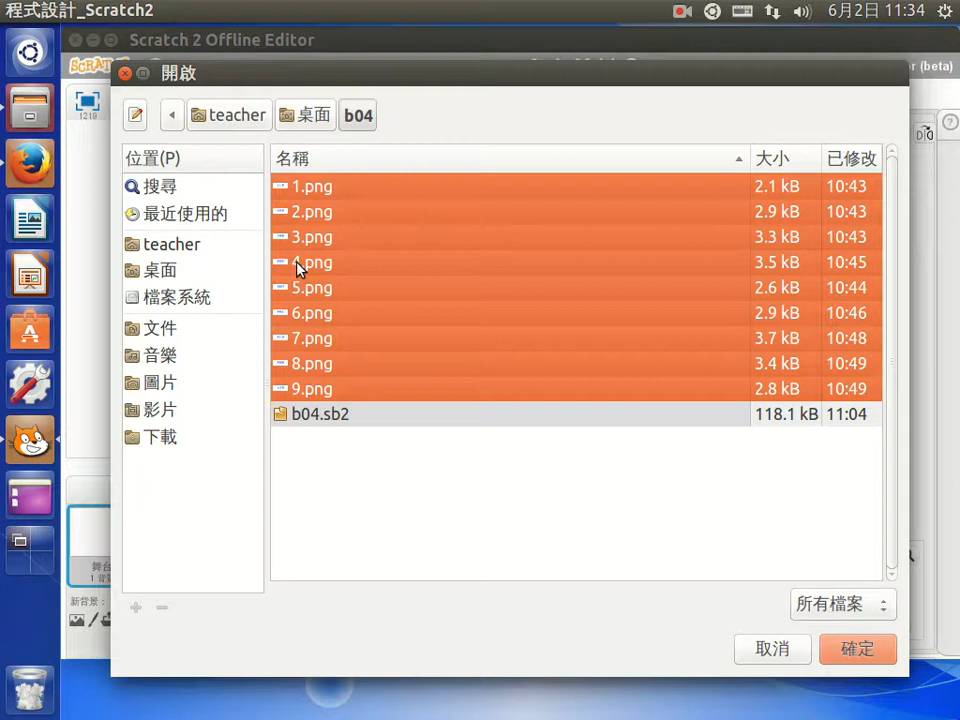 程式設計_Scratch2
6月2日 11:34
Scratch 2 Offline Editor
(beta)
1219
開啟
teacher
桌面
b04
位置(P)
搜尋
最近使用的
teacher
桌面
檔案系統
文件
音樂
圖片
影片
下載
名稱 大小 已修改
1.png 2.1 kB 10:43
2.png 2.9 kB 10:43
3.png 3.3 kB 10:43
4.png 3.5 kB 10:45
5.png 2.6 kB 10:44
6.png 2.9 kB 10:46
7.png 3.7 kB 10:48
8.png 3.4 kB 10:49
9.png 2.8 kB 10:49
b04.sb2 118.1 kB 11:04
舞台
新背景:
所有檔案
取消
確定